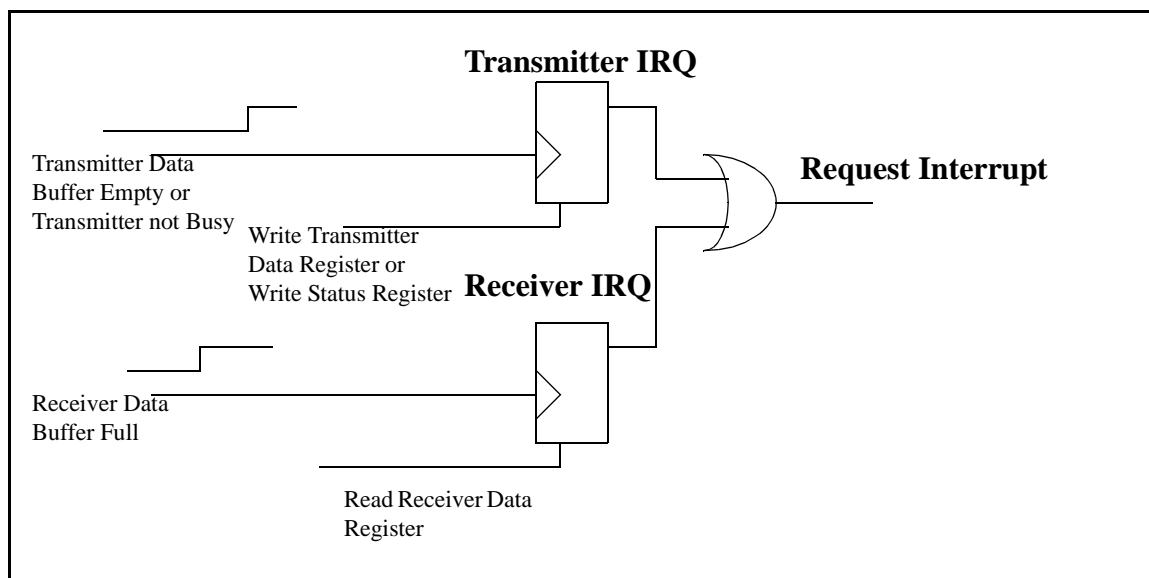 Transmitter IRQ
Transmitter Data
Buffer Empty or
Transmitter not Busy
Request Interrupt
Write Transmitter
Data Register or
Write Status Register
Receiver IRQ
Receiver Data
Buffer Full
Read Receiver Data
Register